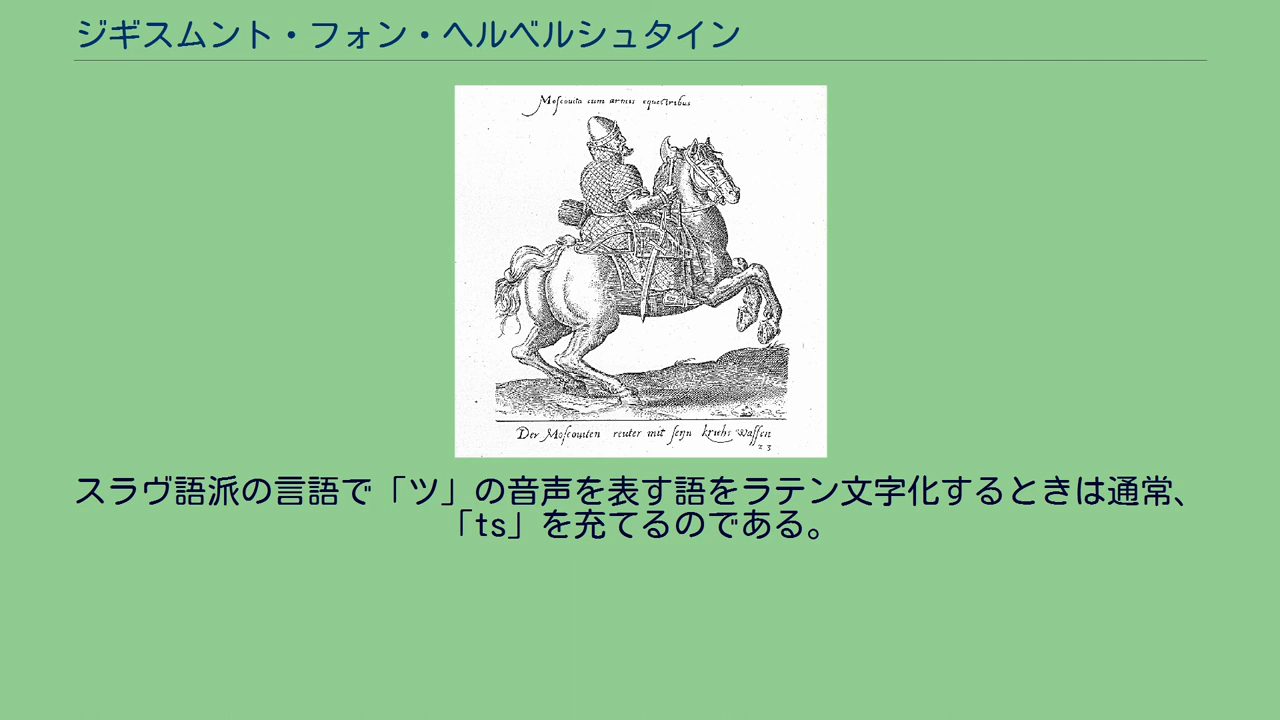 ジギスムント・フォン・ヘルベルシュタイン
Moſcouita cum armis equeſtribus
Der Moſcouiten reuter mit ſeÿn kriehs Waffen
23
スラヴ語派の言語で「ツ」の音声を表す語をラテン文字化するときは通常、
「ts」を充てるのである。